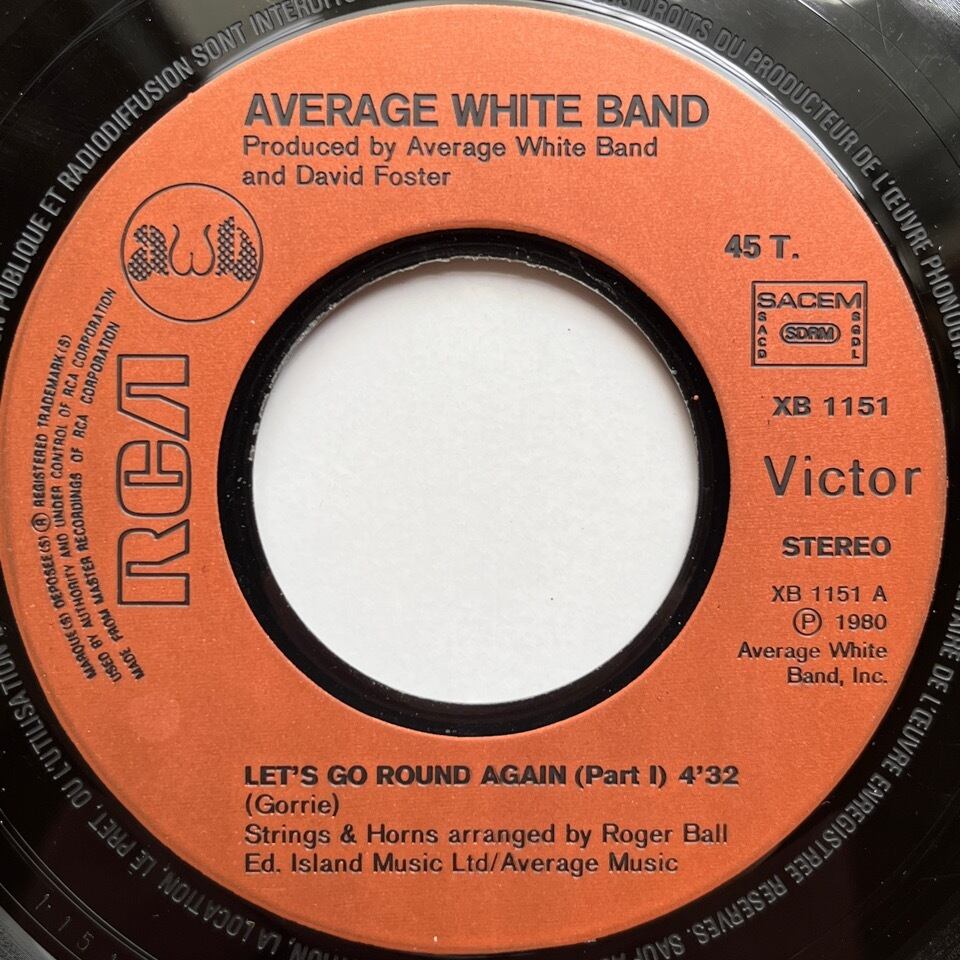 AVERAGE WHITE BAND
Produced by Average White Band
and David Foster
awb
45 T.
SACEM
SACD
SDRM
SGDL
XB 1151
Victor
STEREO
XB 1151 A
Ⓟ 1980
Average White
Band, Inc.
RCA
MARQUE(S) DEPOSEE(S) Ⓡ REGISTERED TRADEMARK(S)
USED BY AUTHORITY AND UNDER CONTROL OF RCA CORPORATION
MADE FROM MASTER RECORDINGS OF RCA CORPORATION
LET'S GO ROUND AGAIN (Part I) 4'32
(Gorrie)
Strings & Horns arranged by Roger Ball
Ed. Island Music Ltd/Average Music
DROITS DU PRODUCTEUR DE L'ŒUVRE
DE L'ŒUVRE ENREGISTREE RESERVES. SAUF
OU L'UTILISATION
LE PRET,
LA LOCATION,
PUBLIQUE ET RADIODIFFUSION SONT